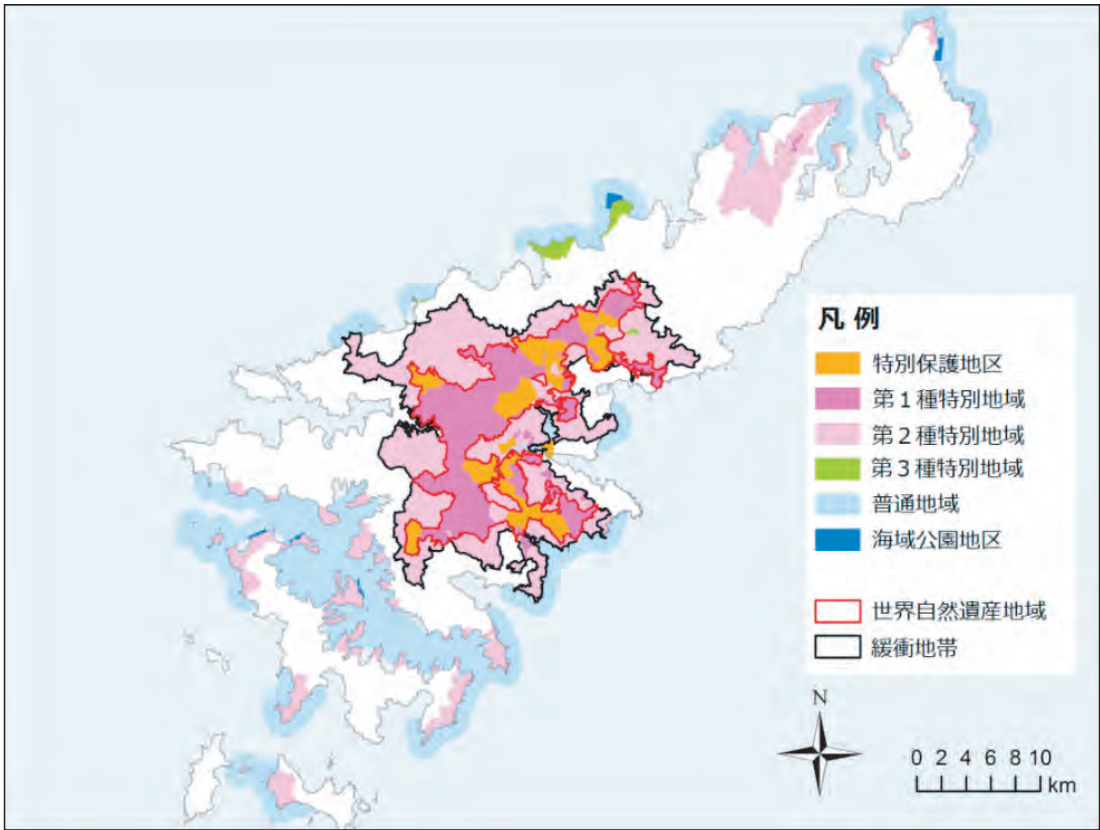 凡 例
特別保護地区
第１種特別地域
第２種特別地域
第３種特別地域
普通地域
海域公園地区
世界自然遺産地域
緩衝地帯
N
0 2 4 6 8 10
km